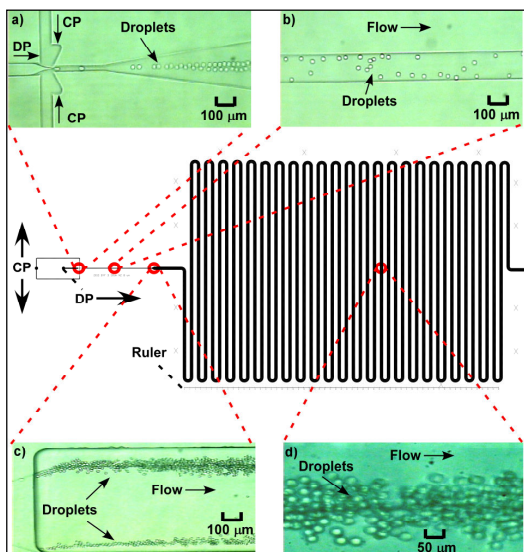 a)
CP
DP
CP
Droplets
100 µm
b)
Flow
Droplets
100 µm
CP
DP
Ruler
c)
Droplets
Flow
100 µm
d)
Flow
Droplets
50 µm